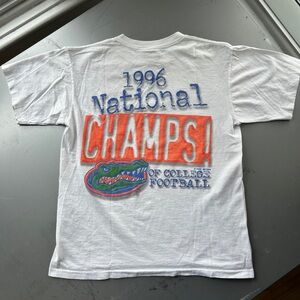 1996
National
CHAMPS!
OF COLLEGE
FOOTBALL